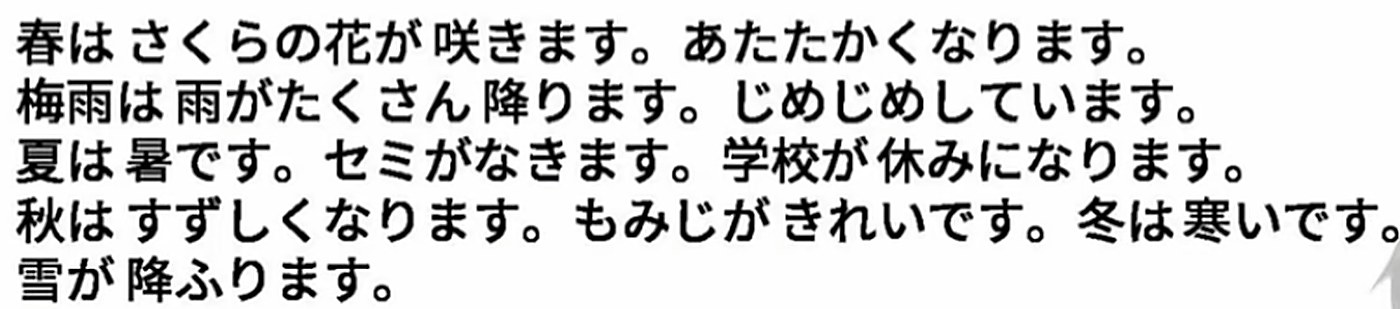 春は さくらの花が 咲きます。あたたかくなります。
梅雨は 雨がたくさん 降ります。じめじめしています。
夏は 暑です。セミがなきます。学校が 休みになります。
秋は すずしくなります。もみじが きれいです。冬は 寒いです。
雪が 降ふります。